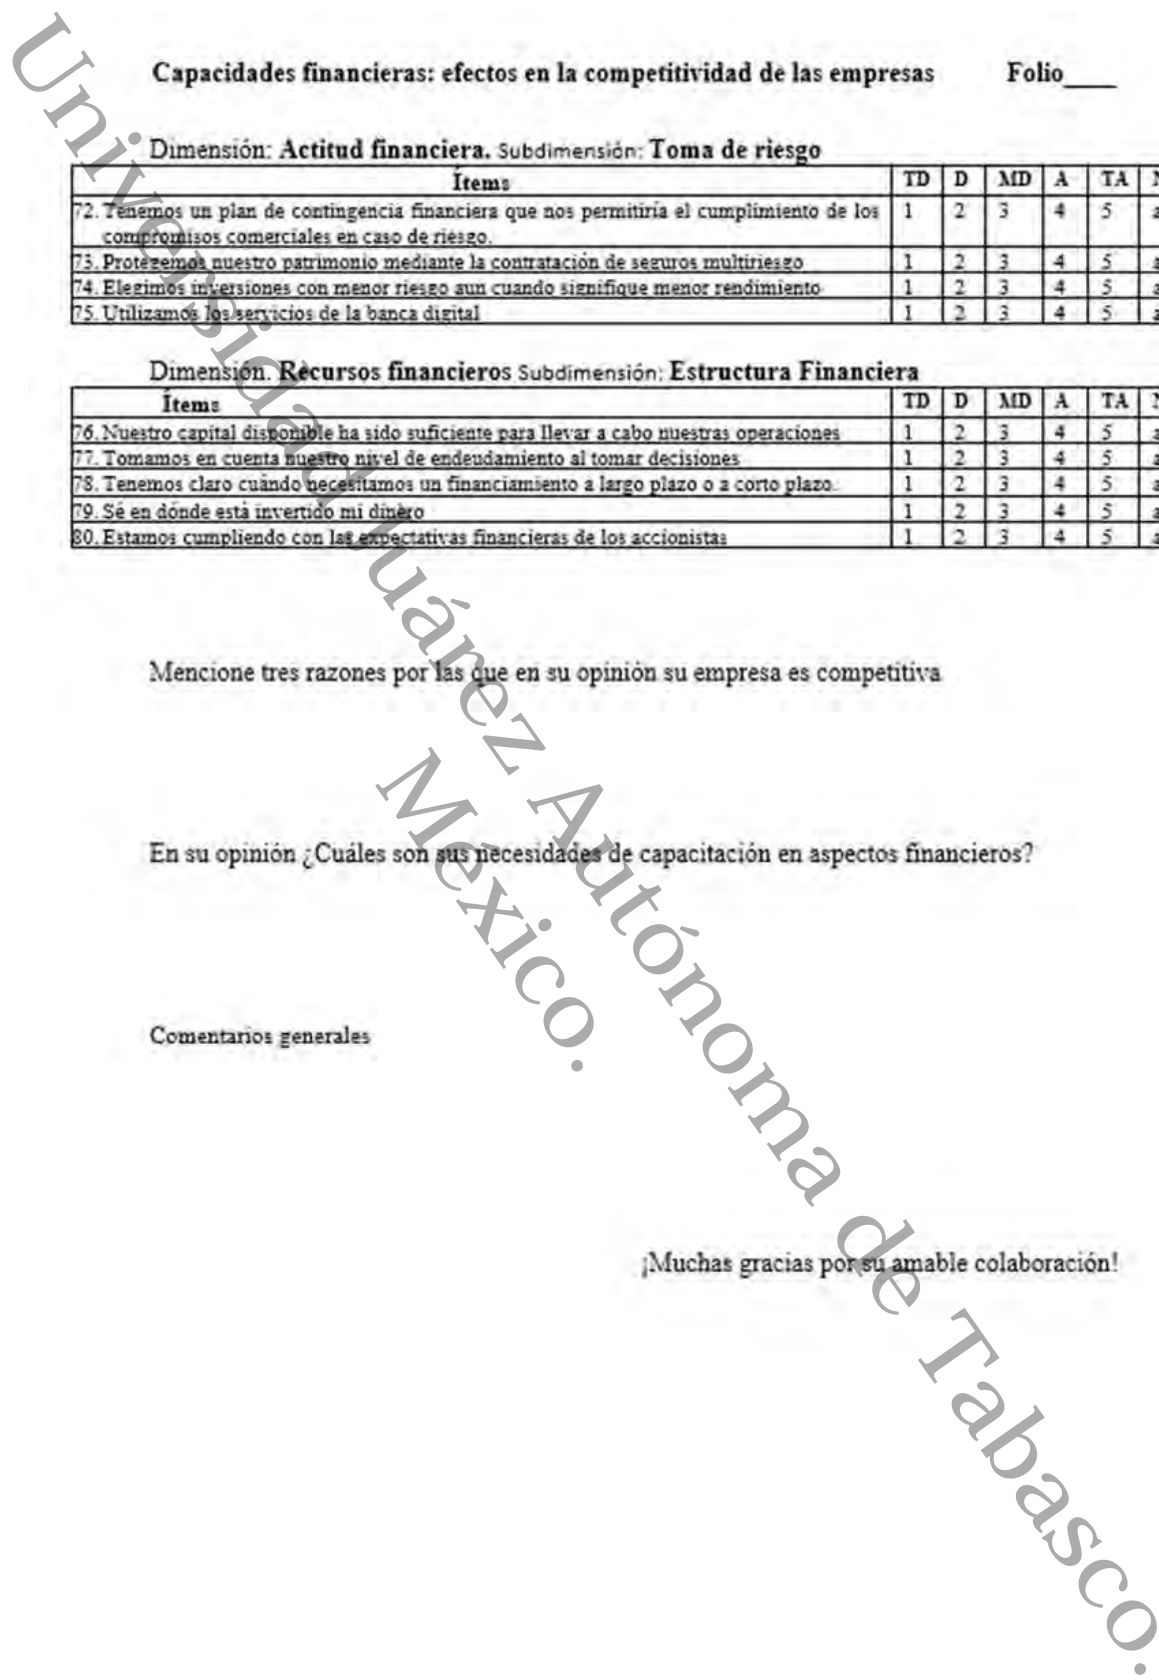 Capacidades financieras: efectos en la competitividad de las empresas Folio____
Dimensión: Actitud financiera. Subdimensión: Toma de riesgo
Ítems TD D MD A TA
72. Tenemos un plan de contingencia financiera que nos permitiría el cumplimiento de los 1 2 3 4 5
compromisos comerciales en caso de riesgo.
73. Protegemos nuestro patrimonio mediante la contratación de seguros multiriesgo 1 2 3 4 5
74. Elegimos inversiones con menor riesgo aun cuando signifique menor rendimiento 1 2 3 4 5
75. Utilizamos los servicios de la banca digital 1 2 3 4 5
Dimensión. Recursos financieros Subdimensión: Estructura Financiera
Ítems TD D MD A TA
76. Nuestro capital disponible ha sido suficiente para llevar a cabo nuestras operaciones 1 2 3 4 5
77. Tomamos en cuenta nuestro nivel de endeudamiento al tomar decisiones 1 2 3 4 5
78. Tenemos claro cuándo necesitamos un financiamiento a largo plazo o a corto plazo. 1 2 3 4 5
79. Sé en dónde está invertido mi dinero 1 2 3 4 5
80. Estamos cumpliendo con las expectativas financieras de los accionistas 1 2 3 4 5
Mencione tres razones por las que en su opinión su empresa es competitiva
En su opinión ¿Cuáles son sus necesidades de capacitación en aspectos financieros?
Comentarios generales
¡Muchas gracias por su amable colaboración!
Universidad Juárez Autónoma de Tabasco.
México.